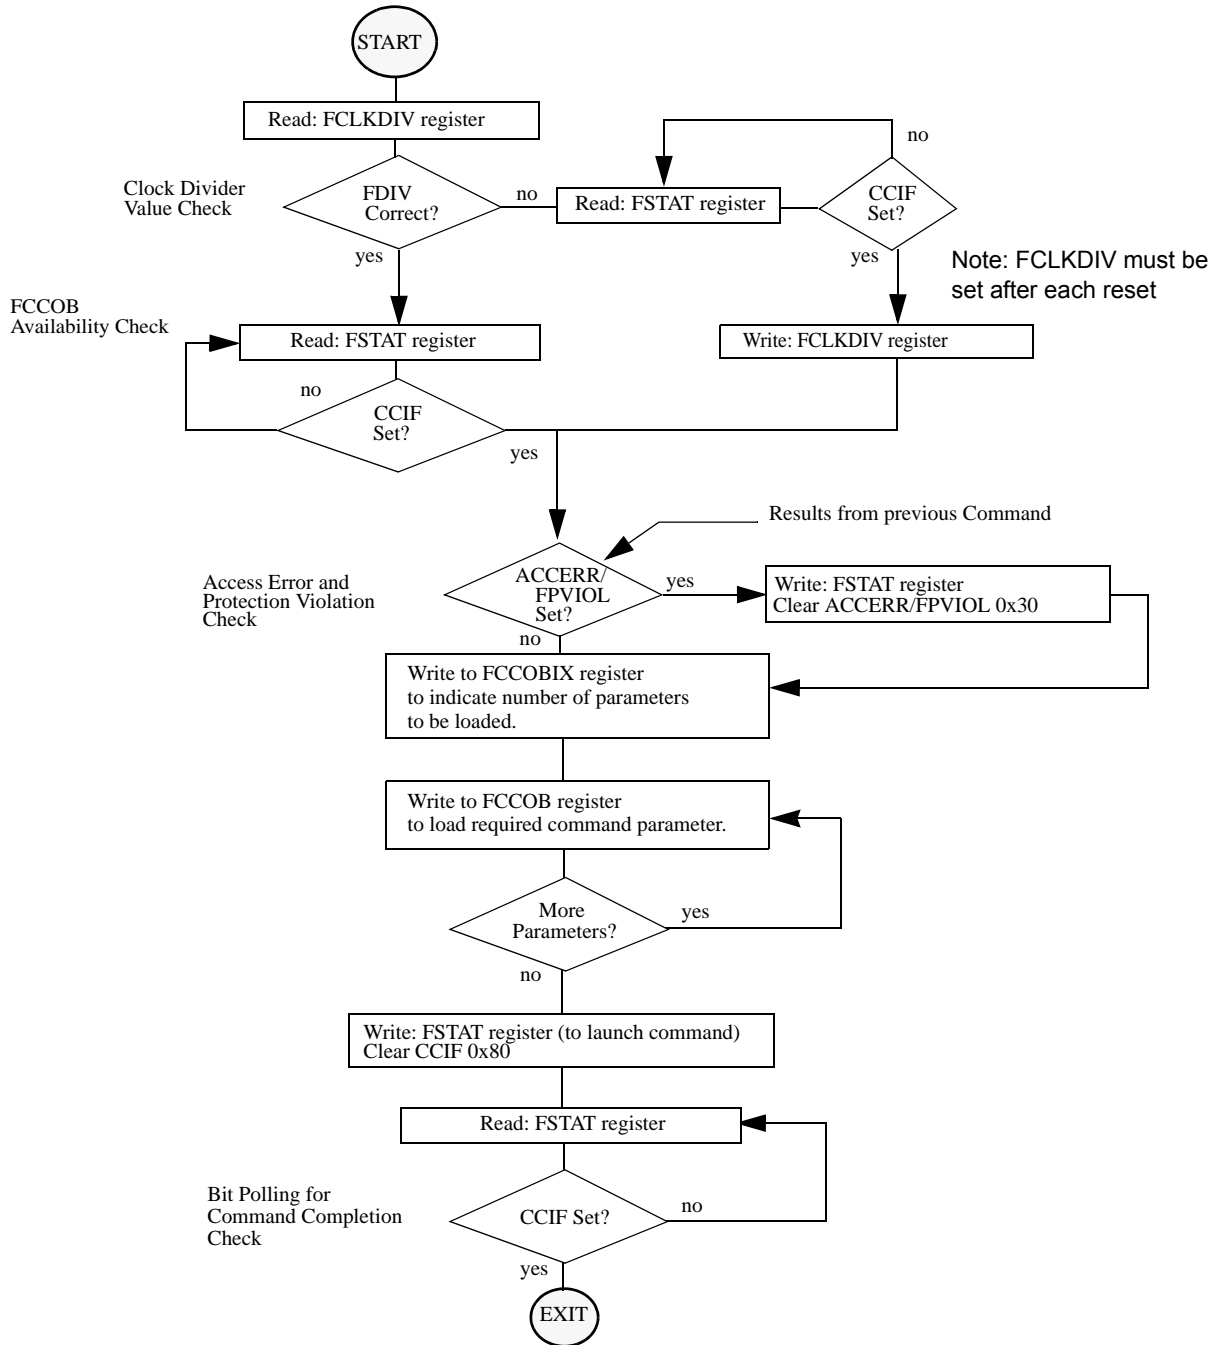 START
Read: FCLKDIV register
no
Clock Divider
Value Check
FDIV
Correct?
no
Read: FSTAT register
CCIF
Set?
yes
yes
Note: FCLKDIV must be
set after each reset
FCCOB
Availability Check
Read: FSTAT register
Write: FCLKDIV register
no
CCIF
Set?
yes
Results from previous Command
Access Error and
Protection Violation
Check
ACCERR/
FPVIOL
Set?
yes
Write: FSTAT register
Clear ACCERR/FPVIOL 0x30
no
Write to FCCOBIX register
to indicate number of parameters
to be loaded.
Write to FCCOB register
to load required command parameter.
More
Parameters?
yes
no
Write: FSTAT register (to launch command)
Clear CCIF 0x80
Read: FSTAT register
Bit Polling for
Command Completion
Check
CCIF Set?
no
yes
EXIT